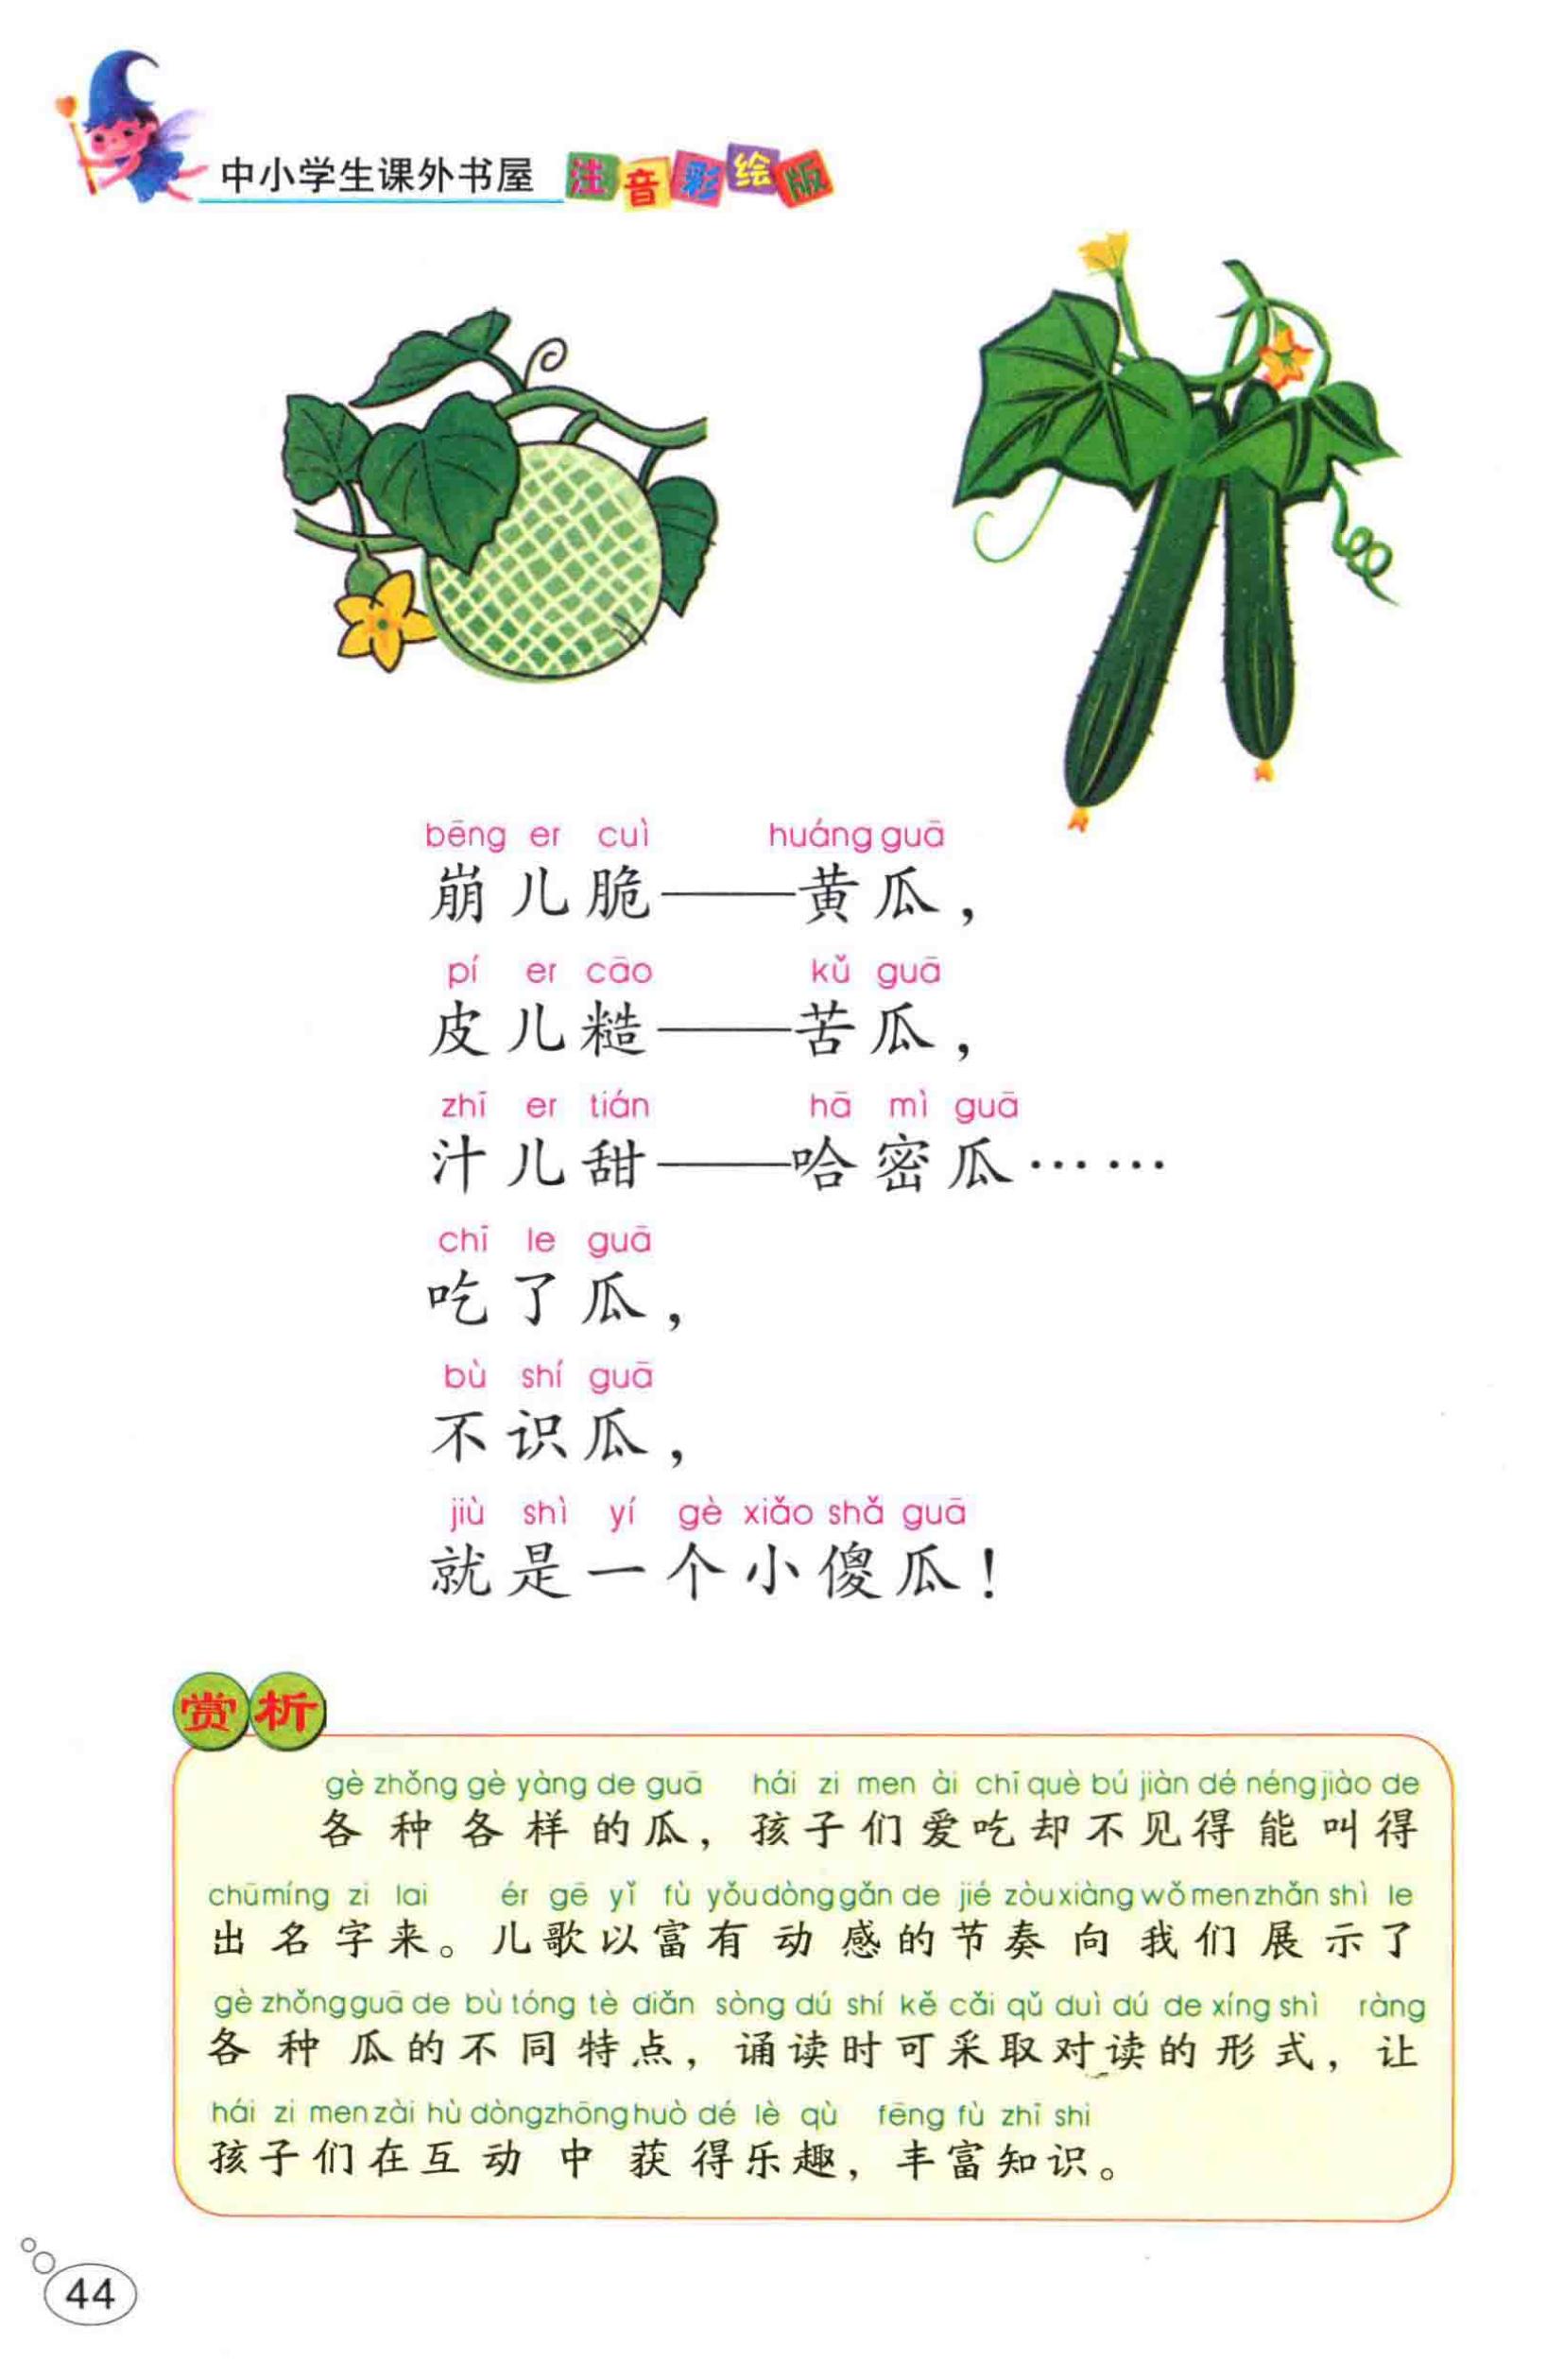 中小学生课外书屋 注音彩绘版
bēng er cuì huáng guā
崩儿脆——黄瓜，
pí er cāo kǔ guā
皮儿糙——苦瓜，
zhī er tián hā mì guā
汁儿甜——哈密瓜……
chī le guā
吃了瓜，
bù shí guā
不识瓜，
jiù shì yí gè xiǎo shǎ guā
就是一个小傻瓜！
赏析
gè zhǒng gè yàng de guā hái zi men ài chī què bú jiàn dé néng jiào de
各种各样的瓜，孩子们爱吃却不见得能叫得
chū míng zi lai ér gē yǐ fù yǒu dòng gǎn de jié zòu xiàng wǒ men zhǎn shì le
出名字来。儿歌以富有动感的节奏向我们展示了
gè zhǒng guā de bù tóng tè diǎn sòng dú shí kě cǎi qǔ duì dú de xíng shì ràng
各种瓜的不同特点，诵读时可采取对读的形式，让
hái zi men zài hù dòng zhōng huò dé lè qù fēng fù zhī shi
孩子们在互动中获得乐趣，丰富知识。
44